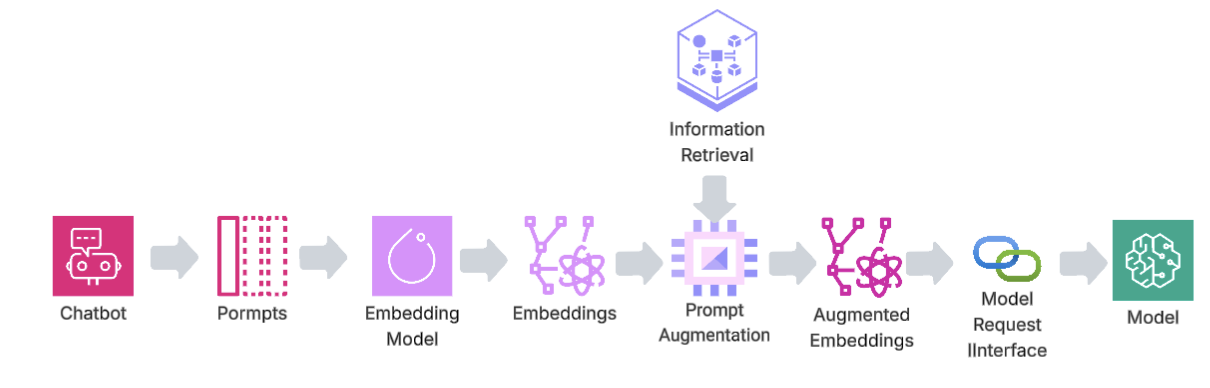 Information
Retrieval
Chatbot
Pormpts
Embedding
Model
Embeddings
Prompt
Augmentation
Augmented
Embeddings
Model
Request
IInterface
Model